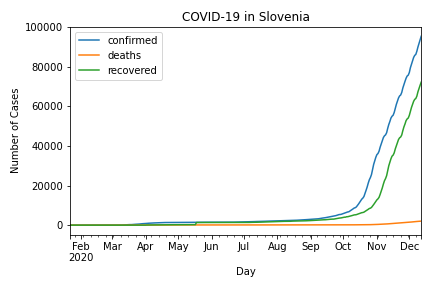 COVID-19 in Slovenia
confirmed
deaths
recovered
Number of Cases
100000
80000
60000
40000
20000
0
Feb Mar Apr May Jun Jul Aug Sep Oct Nov Dec
2020
Day